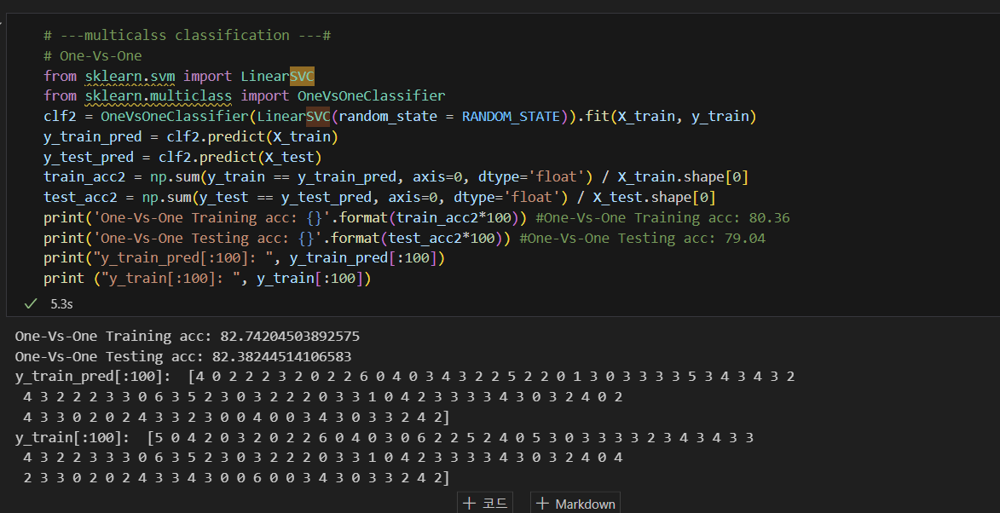 # ---multicalss classification ---#
# One-Vs-One
from sklearn.svm import LinearSVC
from sklearn.multiclass import OneVsOneClassifier
clf2 = OneVsOneClassifier(LinearSVC(random_state = RANDOM_STATE)).fit(X_train, y_train)
y_train_pred = clf2.predict(X_train)
y_test_pred = clf2.predict(X_test)
train_acc2 = np.sum(y_train == y_train_pred, axis=0, dtype='float') / X_train.shape[0]
test_acc2 = np.sum(y_test == y_test_pred, axis=0, dtype='float') / X_test.shape[0]
print('One-Vs-One Training acc: {}'.format(train_acc2*100)) #One-Vs-One Training acc: 80.36
print('One-Vs-One Testing acc: {}'.format(test_acc2*100)) #One-Vs-One Testing acc: 79.04
print("y_train_pred[:100]: ", y_train_pred[:100])
print ("y_train[:100]: ", y_train[:100])
5.3s
One-Vs-One Training acc: 82.74204503892575
One-Vs-One Testing acc: 82.38244514106583
y_train_pred[:100]:  [4 0 2 2 2 3 2 0 2 2 6 0 4 0 3 4 3 2 2 5 2 2 0 1 3 0 3 3 3 3 5 3 4 3 4 3 2
4 3 2 2 2 3 3 0 6 3 5 2 3 0 3 2 2 2 0 3 3 1 0 4 2 3 3 3 3 4 3 0 3 2 4 0 2
4 3 3 0 2 0 2 4 3 3 2 3 0 0 4 0 0 3 4 3 0 3 3 2 4 2]
y_train[:100]:  [5 0 4 2 0 3 2 0 2 2 6 0 4 0 3 0 6 2 2 5 2 4 0 5 3 0 3 3 3 3 2 3 4 3 4 3 3
4 3 2 2 3 3 3 0 6 3 5 2 3 0 3 2 2 2 0 3 3 1 0 4 2 3 3 3 3 4 3 0 3 2 4 0 4
2 3 3 0 2 0 2 4 3 3 4 3 0 0 6 0 0 3 4 3 0 3 3 2 4 2]
+ 코드 + Markdown